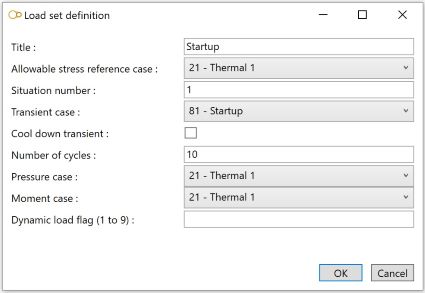 Load set definition
Title : Startup
Allowable stress reference case : 21 - Thermal 1
Situation number : 1
Transient case : 81 - Startup
Cool down transient :
Number of cycles : 10
Pressure case : 21 - Thermal 1
Moment case : 21 - Thermal 1
Dynamic load flag (1 to 9) :
OK Cancel